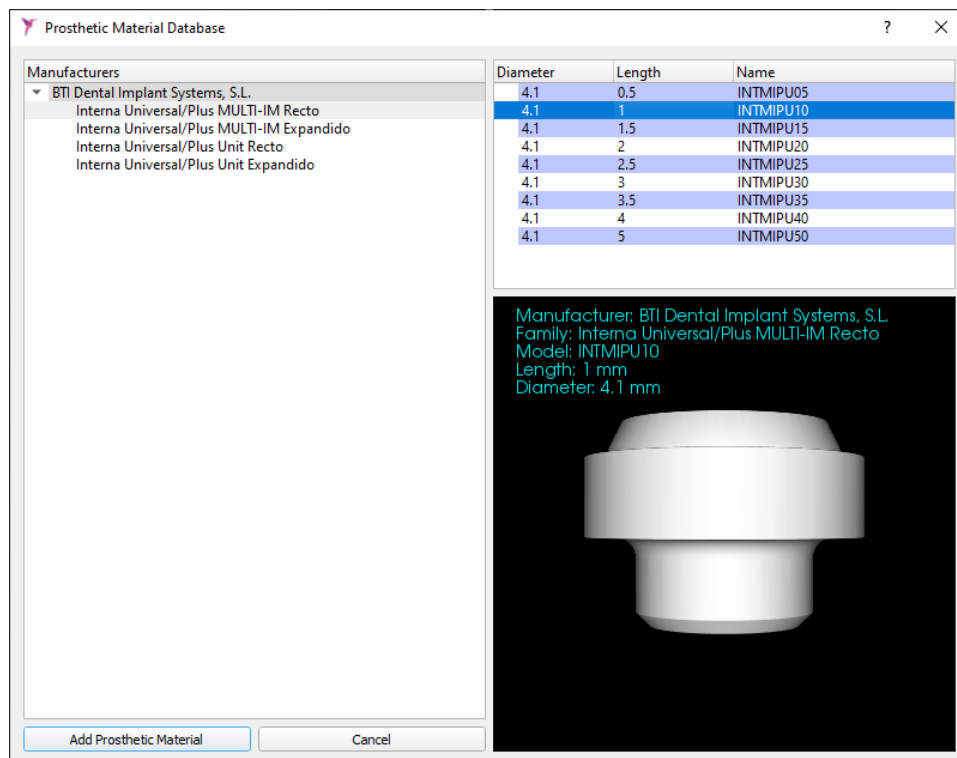 Prosthetic Material Database
?
Manufacturers
BTI Dental Implant Systems, S.L.
Interna Universal/Plus MULTI-IM Recto
Interna Universal/Plus MULTI-IM Expandido
Interna Universal/Plus Unit Recto
Interna Universal/Plus Unit Expandido
Diameter Length Name
4.1 0.5 INTMIPU05
4.1 1 INTMIPU10
4.1 1.5 INTMIPU15
4.1 2 INTMIPU20
4.1 2.5 INTMIPU25
4.1 3 INTMIPU30
4.1 3.5 INTMIPU35
4.1 4 INTMIPU40
4.1 5 INTMIPU50
Manufacturer: BTI Dental Implant Systems, S.L.
Family: Interna Universal/Plus MULTI-IM Recto
Model: INTMIPU10
Length: 1 mm
Diameter: 4.1 mm
Add Prosthetic Material
Cancel